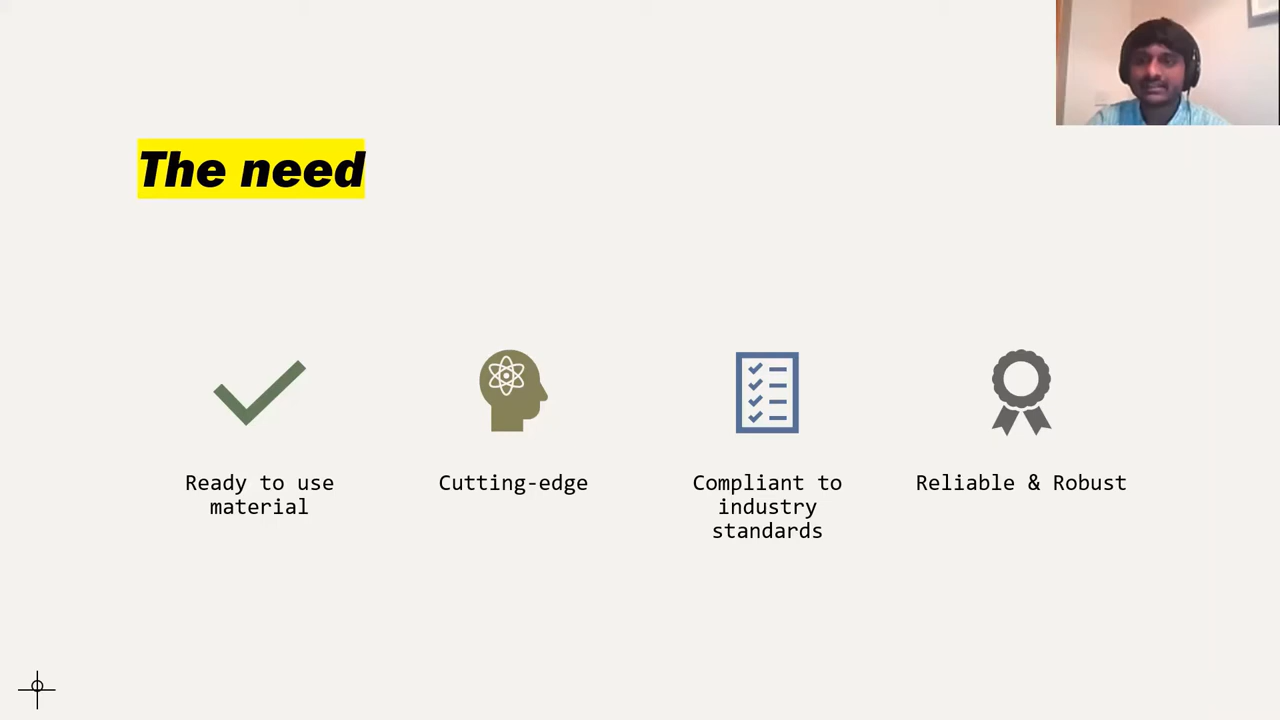 The need
Ready to use
material
Cutting-edge
Compliant to
industry
standards
Reliable & Robust